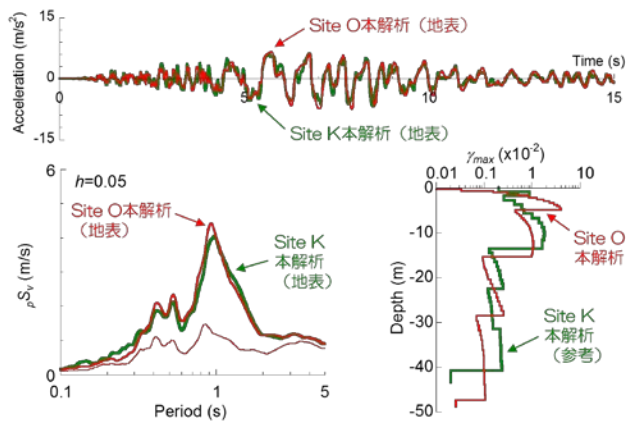 15
Site O本解析（地表）
Time (s)
Acceleration (m/s²)
0
0
5
10
15
-15
Site K本解析（地表）
6
h=0.05
Site O本解析
（地表）
Site K
本解析
（地表）
pSv (m/s)
0
0.1
1
5
Period (s)
γmax (x10⁻²)
0.01
0.1
1
10
0
-10
-20
-30
-40
-50
Depth (m)
Site O
本解析
Site K
本解析
（参考）